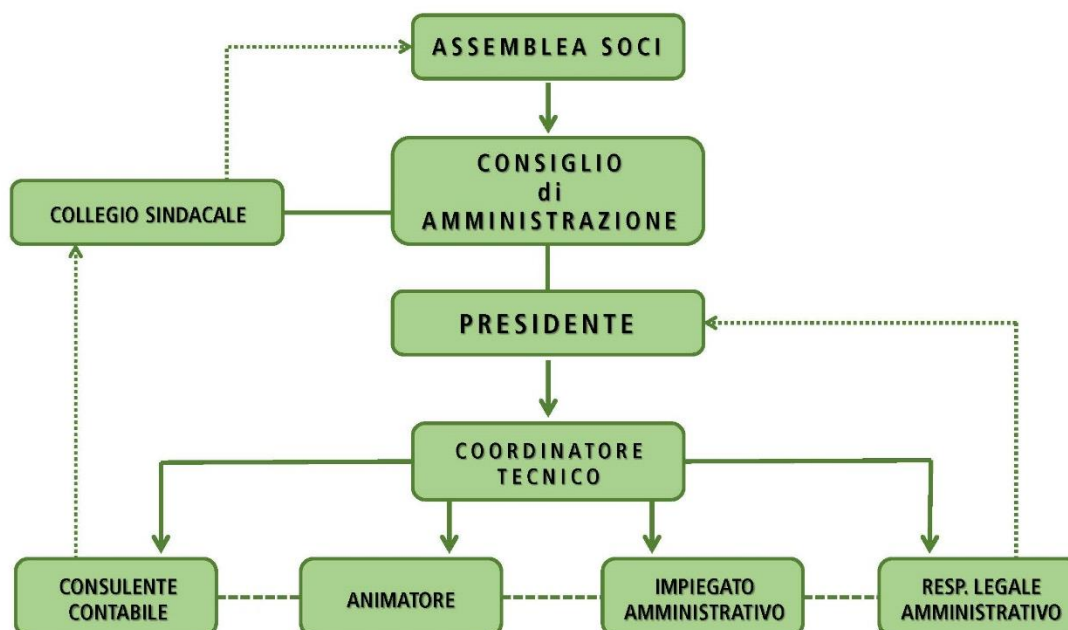 ASSEMBLEA SOCI
CONSIGLIO
di
AMMINISTRAZIONE
COLLEGIO SINDACALE
PRESIDENTE
COORDINATORE
TECNICO
CONSULENTE
CONTABILE
ANIMATORE
IMPIEGATO
AMMINISTRATIVO
RESP. LEGALE
AMMINISTRATIVO